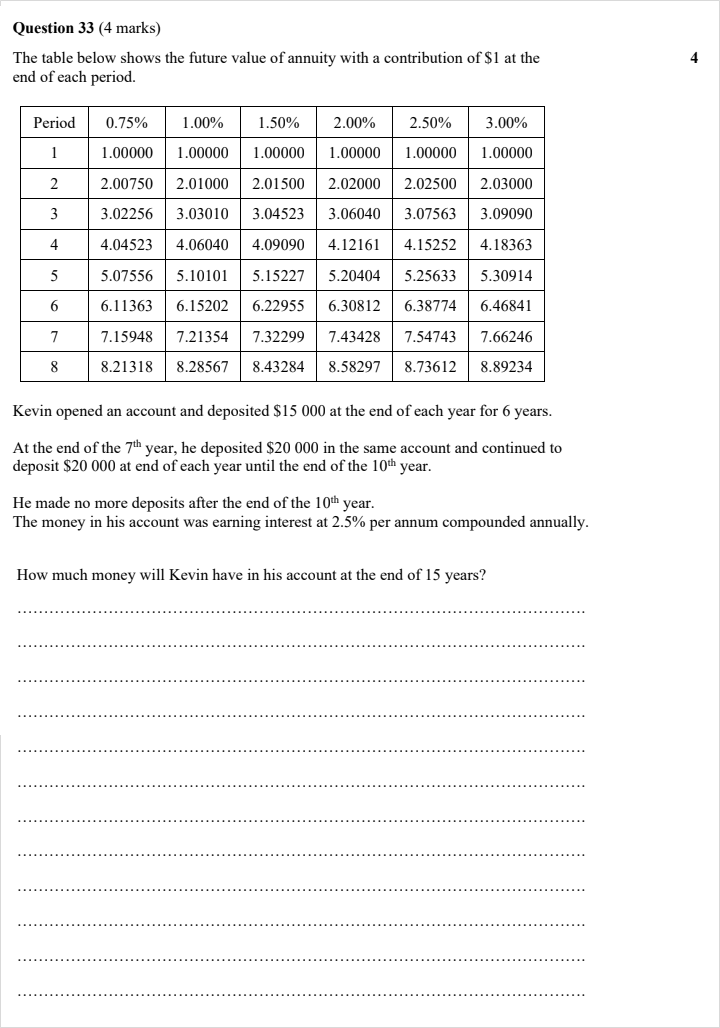 Question 33 (4 marks)
The table below shows the future value of annuity with a contribution of $1 at the 4
end of each period.
Period 0.75% 1.00% 1.50% 2.00% 2.50% 3.00%
1 1.00000 1.00000 1.00000 1.00000 1.00000 1.00000
2 2.00750 2.01000 2.01500 2.02000 2.02500 2.03000
3 3.02256 3.03010 3.04523 3.06040 3.07563 3.09090
4 4.04523 4.06040 4.09090 4.12161 4.15252 4.18363
5 5.07556 5.10101 5.15227 5.20404 5.25633 5.30914
6 6.11363 6.15202 6.22955 6.30812 6.38774 6.46841
7 7.15948 7.21354 7.32299 7.43428 7.54743 7.66246
8 8.21318 8.28567 8.43284 8.58297 8.73612 8.89234
Kevin opened an account and deposited $15 000 at the end of each year for 6 years.
At the end of the 7th year, he deposited $20 000 in the same account and continued to
deposit $20 000 at end of each year until the end of the 10th year.
He made no more deposits after the end of the 10th year.
The money in his account was earning interest at 2.5% per annum compounded annually.
How much money will Kevin have in his account at the end of 15 years?